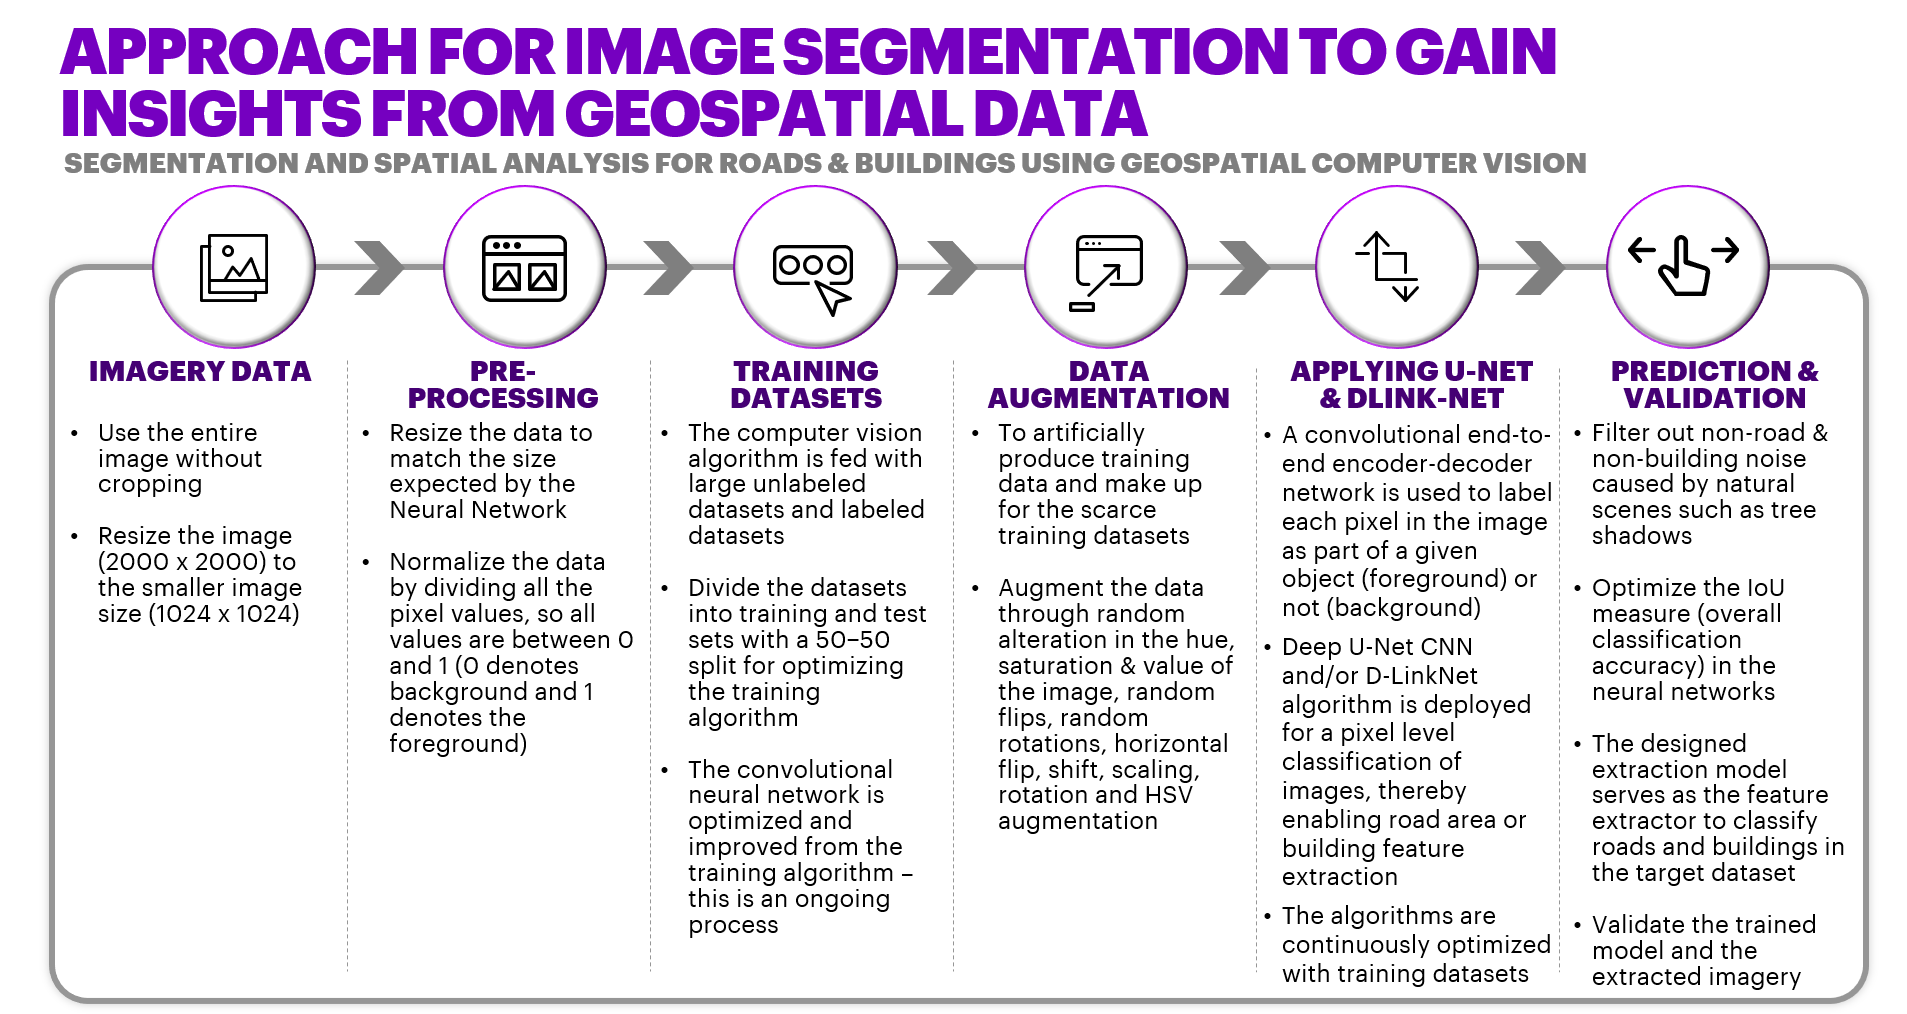 APPROACH FOR IMAGE SEGMENTATION TO GAIN
INSIGHTS FROM GEOSPATIAL DATA
SEGMENTATION AND SPATIAL ANALYSIS FOR ROADS & BUILDINGS USING GEOSPATIAL COMPUTER VISION
IMAGERY DATA
• Use the entire
image without
cropping
• Resize the image
(2000 x 2000) to
the smaller image
size (1024 x 1024)
PRE-
PROCESSING
• Resize the data to
match the size
expected by the
Neural Network
• Normalize the data
by dividing all the
pixel values, so all
values are between 0
and 1 (0 denotes
background and 1
denotes the
foreground)
TRAINING
DATASETS
• The computer vision
algorithm is fed with
large unlabeled
datasets and labeled
datasets
• Divide the datasets
into training and test
sets with a 50–50
split for optimizing
the training
algorithm
• The convolutional
neural network is
optimized and
improved from the
training algorithm –
this is an ongoing
process
DATA
AUGMENTATION
• To artificially
produce training
data and make up
for the scarce
training datasets
• Augment the data
through random
alteration in the hue,
saturation & value of
the image, random
flips, random
rotations, horizontal
flip, shift, scaling,
rotation and HSV
augmentation
APPLYING U-NET
& DLINK-NET
• A convolutional end-to-
end encoder-decoder
network is used to label
each pixel in the image
as part of a given
object (foreground) or
not (background)
• Deep U-Net CNN
and/or D-LinkNet
algorithm is deployed
for a pixel level
classification of
images, thereby
enabling road area or
building feature
extraction
• The algorithms are
continuously optimized
with training datasets
PREDICTION &
VALIDATION
• Filter out non-road &
non-building noise
caused by natural
scenes such as tree
shadows
• Optimize the IoU
measure (overall
classification
accuracy) in the
neural networks
• The designed
extraction model
serves as the feature
extractor to classify
roads and buildings in
the target dataset
• Validate the trained
model and the
extracted imagery